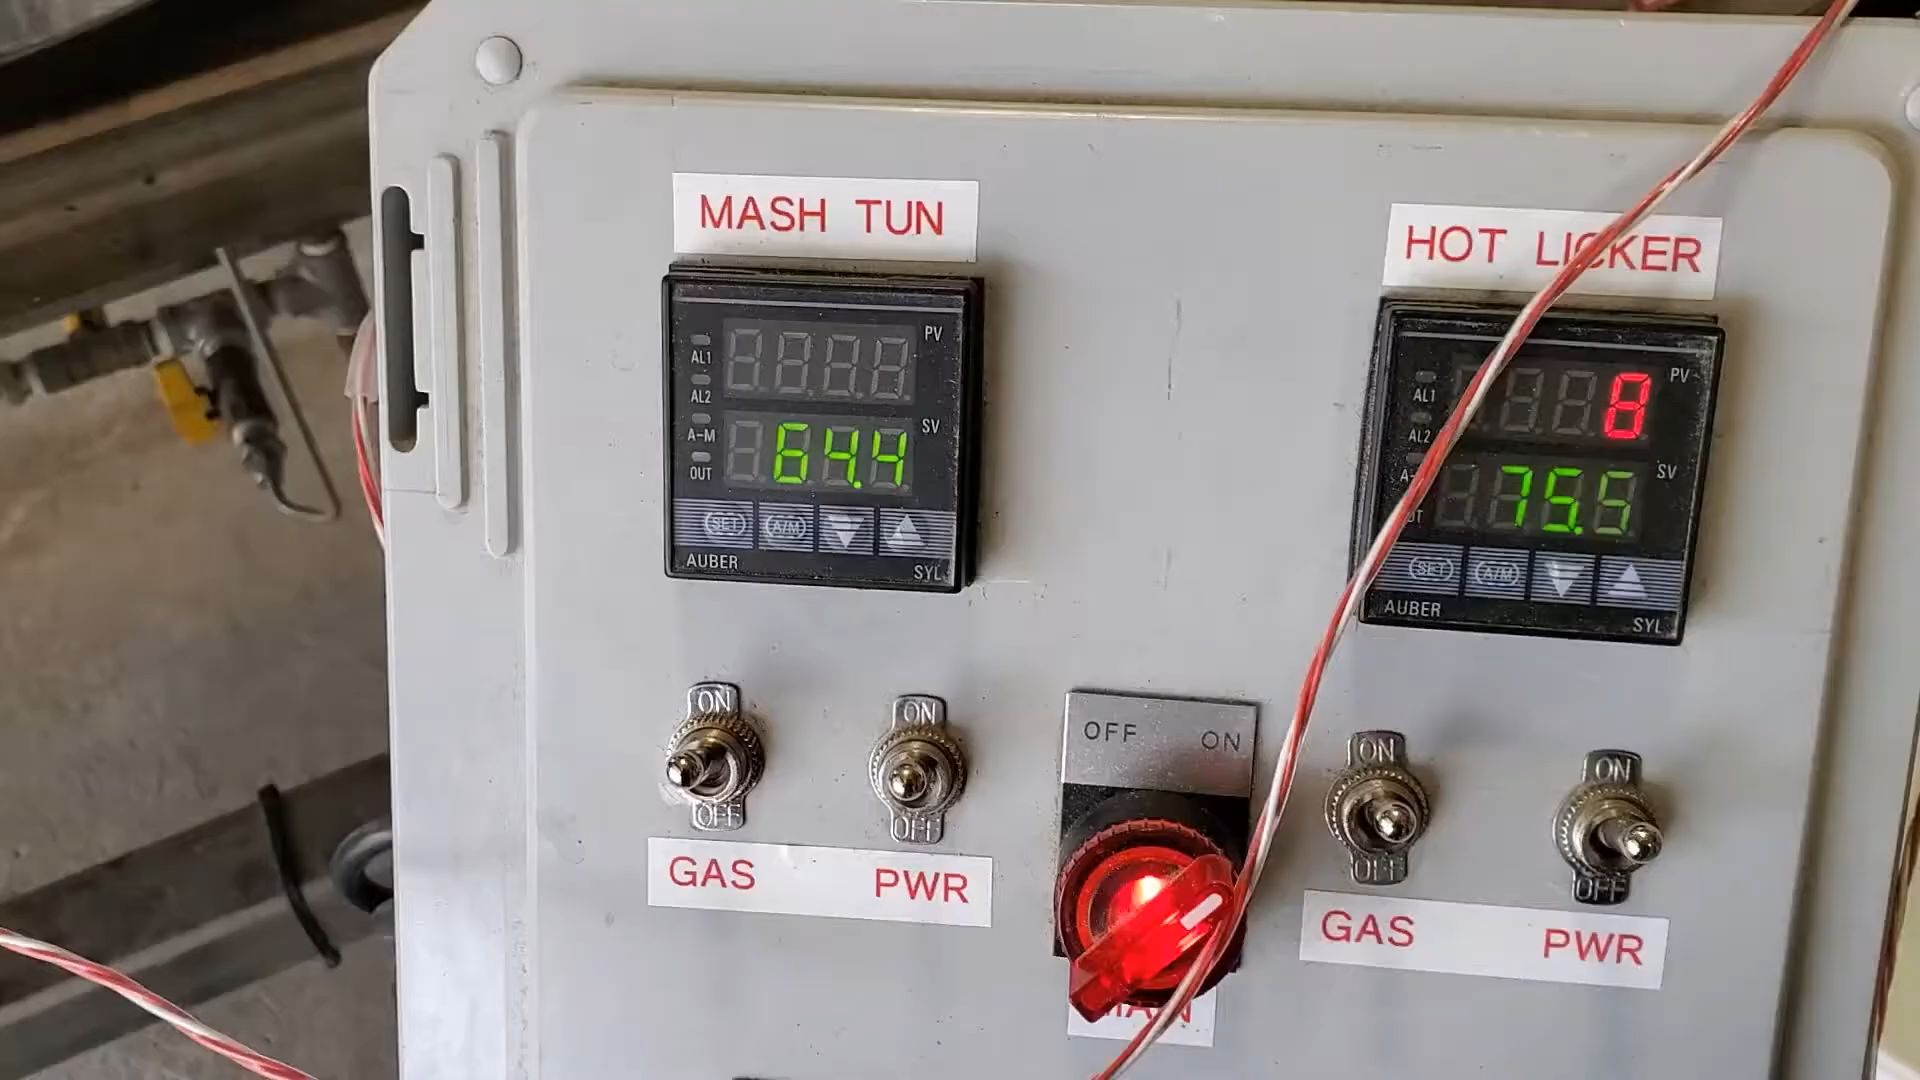 MASH TUN
HOT LICKER
PV
AL1
AL2
SV
A-M
64.4
OUT
SET A/M
AUBER SYL
8 PV
AL1
AL2
SV
75.5
SET A/M
AUBER SYL
ON ON
OFF OFF
GAS PWR
OFF ON
MAIN
ON ON
OFF OFF
GAS PWR